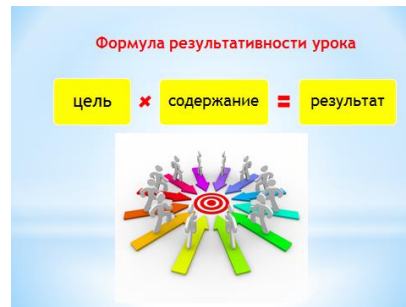 Формула результативности урока
цель × содержание = результат